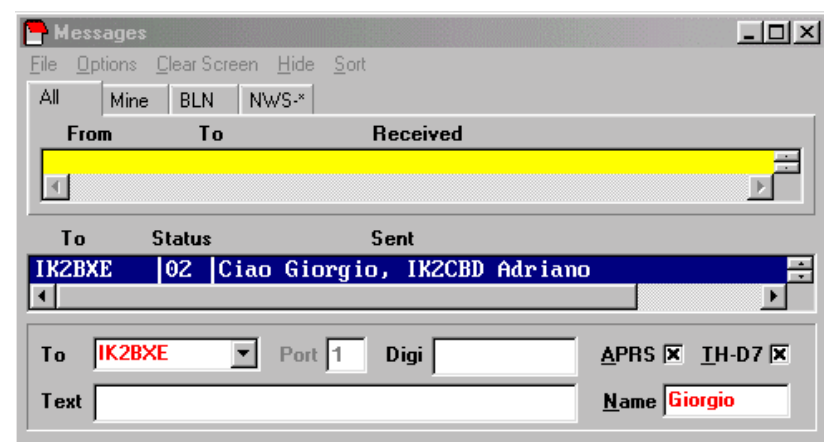 Messages
File Options Clear Screen Hide Sort
All Mine BLN NWS-*
From To Received
To Status Sent
IK2BXE 02 Ciao Giorgio, IK2CBD Adriano
To IK2BXE Port 1 Digi APRS TH-D7
Text Name Giorgio